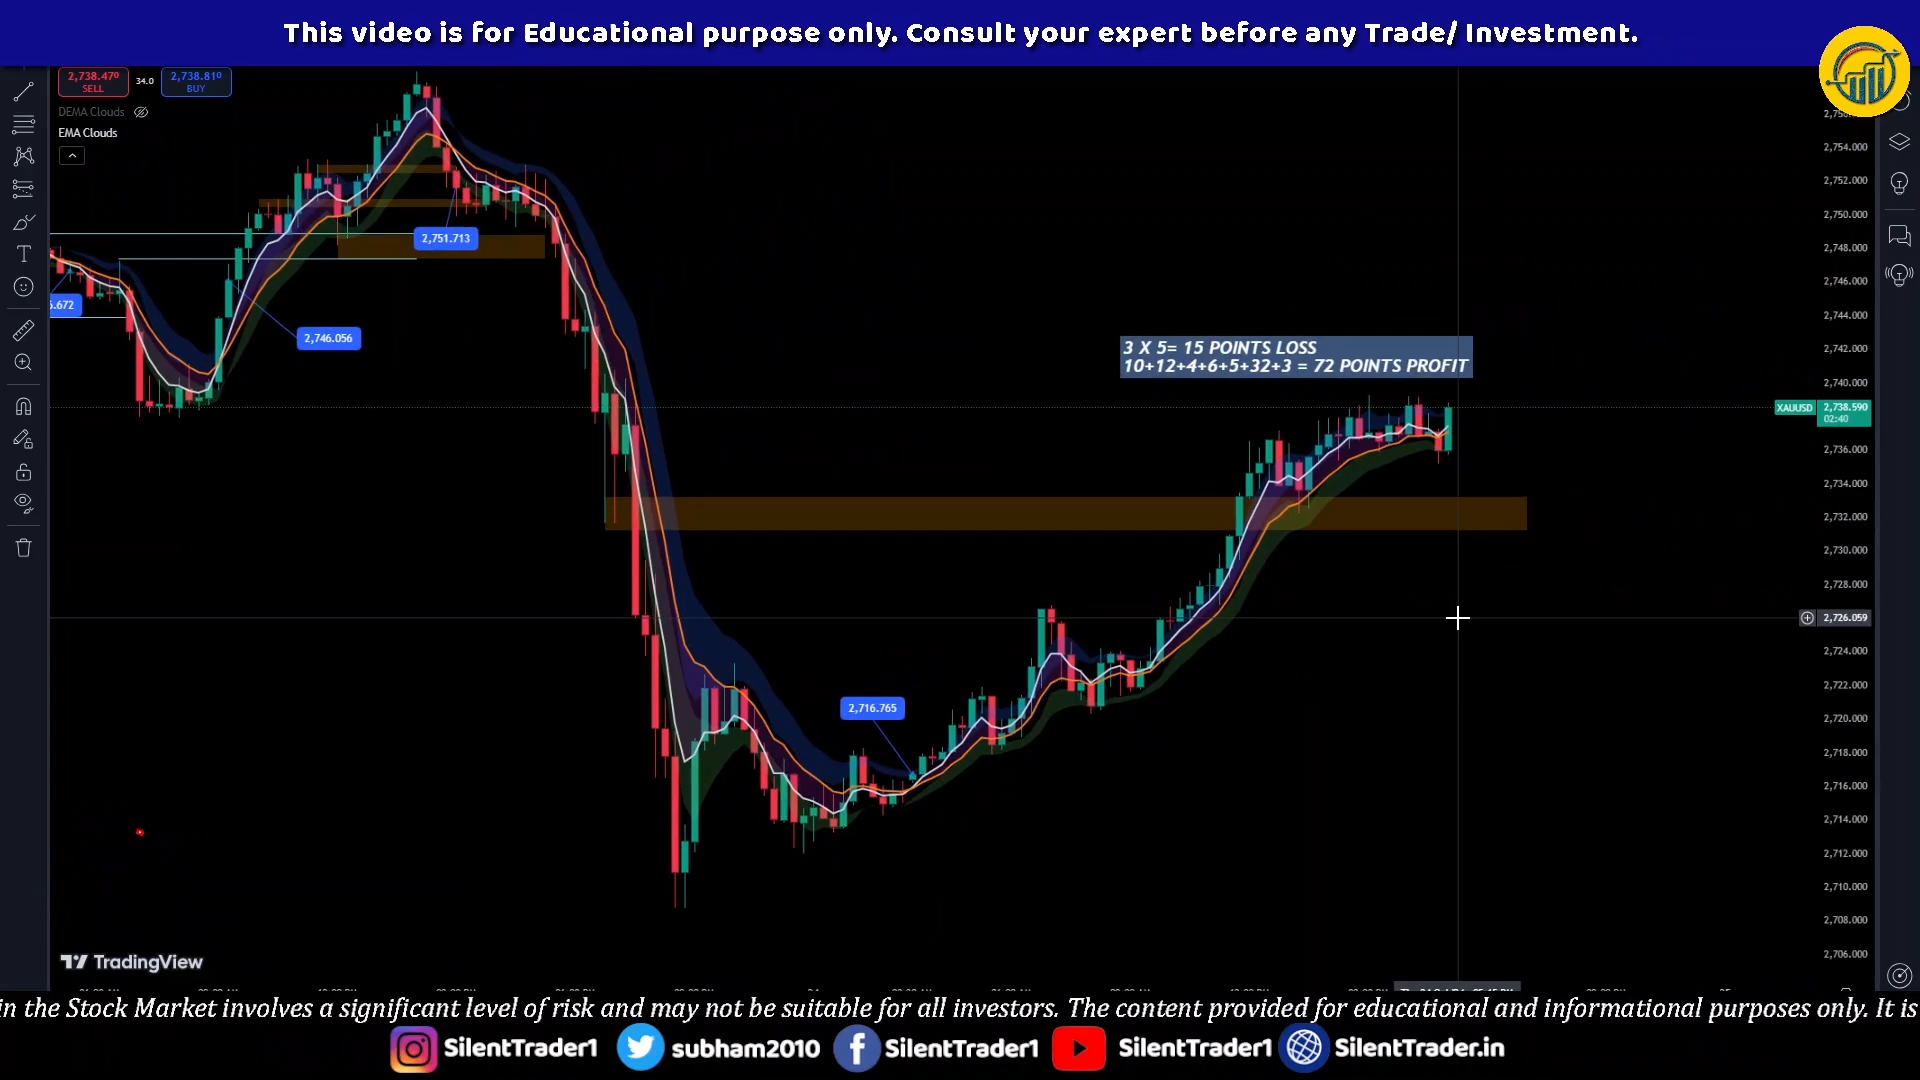 This video is for Educational purpose only. Consult your expert before any Trade/ Investment.
2,738.470
SELL
34.0
2,738.810
BUY
DEMA Clouds
EMA Clouds
2,754.000
2,752.000
2,750.000
2,748.000
2,746.000
2,744.000
2,742.000
2,740.000
XAUUSD
2,738.590
02:40
2,736.000
2,734.000
2,732.000
2,730.000
2,728.000
2,726.059
2,724.000
2,722.000
2,720.000
2,718.000
2,716.000
2,714.000
2,712.000
2,710.000
2,708.000
2,706.000
2,751.713
.672
2,746.056
3 X 5= 15 POINTS LOSS
10+12+4+6+5+32+3 = 72 POINTS PROFIT
2,716.765
TradingView
in the Stock Market involves a significant level of risk and may not be suitable for all investors. The content provided for educational and informational purposes only. It is
SilentTrader1
subham2010
SilentTrader1
SilentTrader1
SilentTrader.in